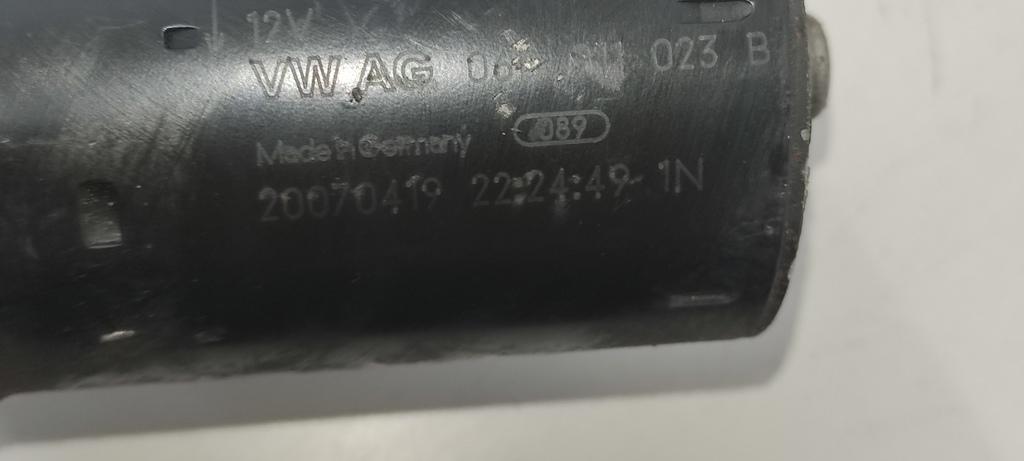 12V
VW AG 023 B
Made in Germany 089
20070419 22:24:49 1N